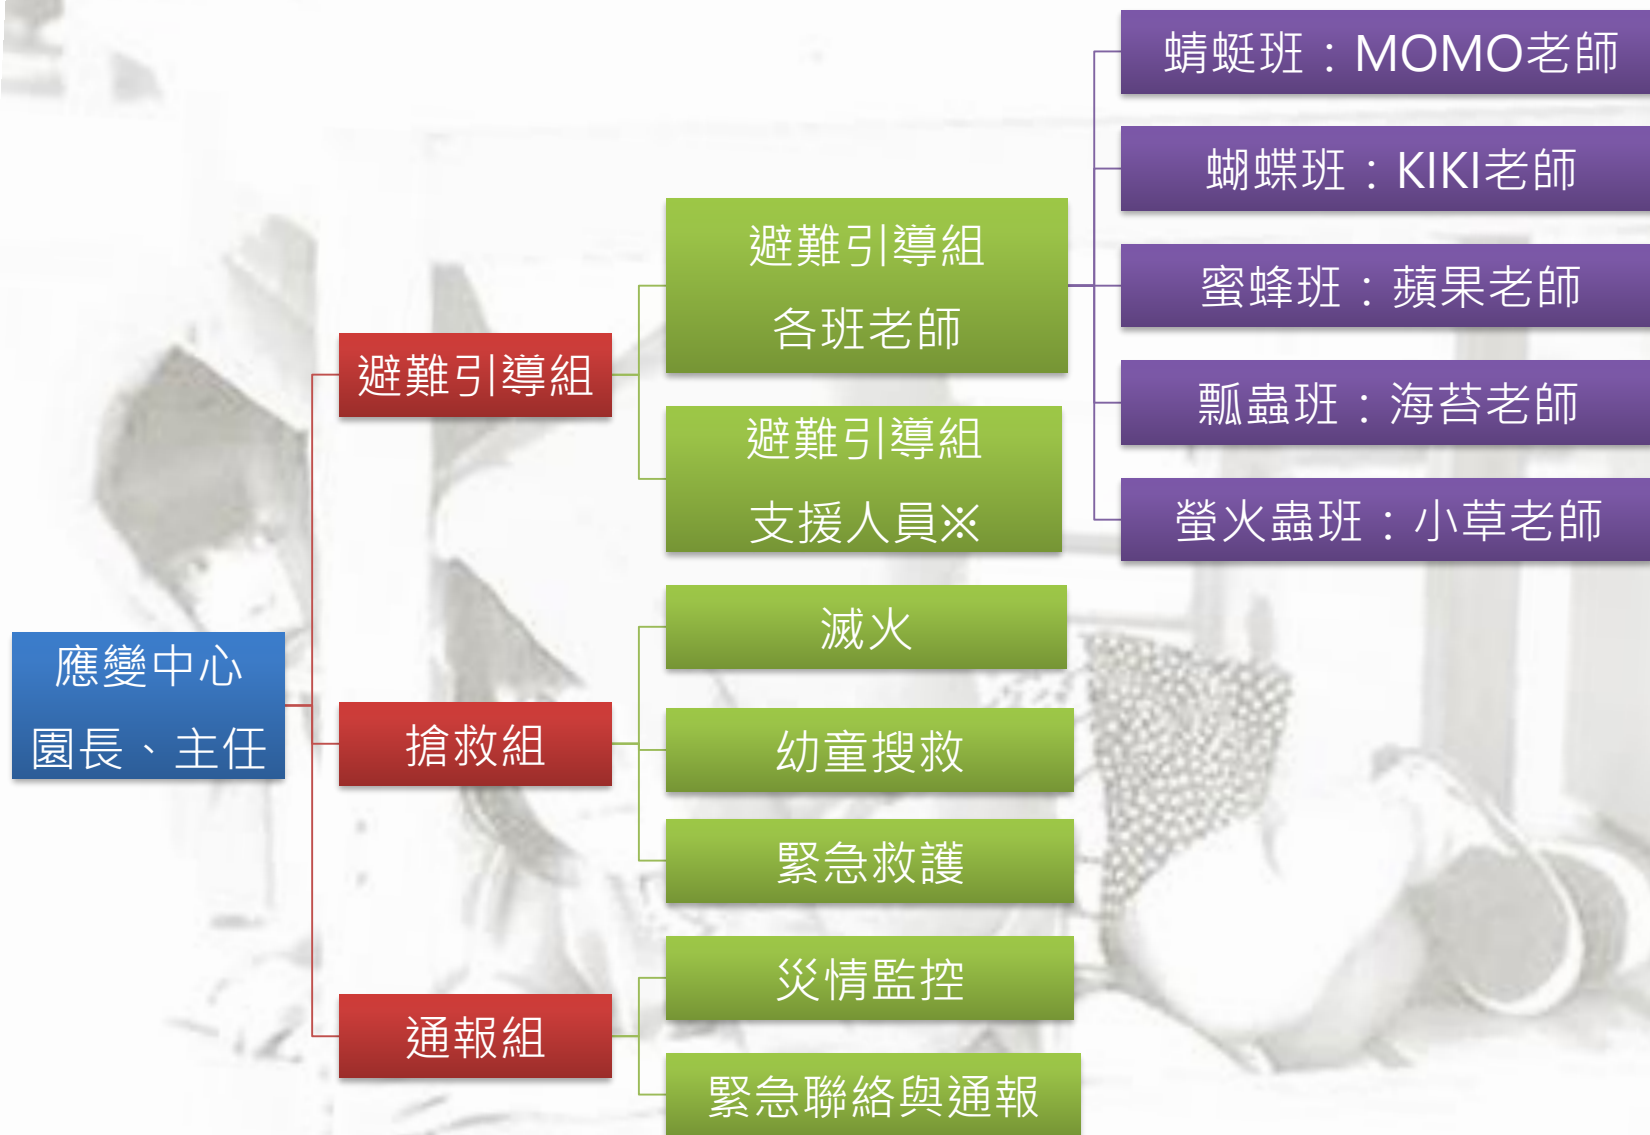 應變中心
園長、主任
避難引導組
避難引導組
各班老師
蜻蜓班：MOMO老師
蝴蝶班：KIKI老師
蜜蜂班：蘋果老師
瓢蟲班：海苔老師
螢火蟲班：小草老師
避難引導組
支援人員※
搶救組
滅火
幼童搜救
緊急救護
通報組
災情監控
緊急聯絡與通報